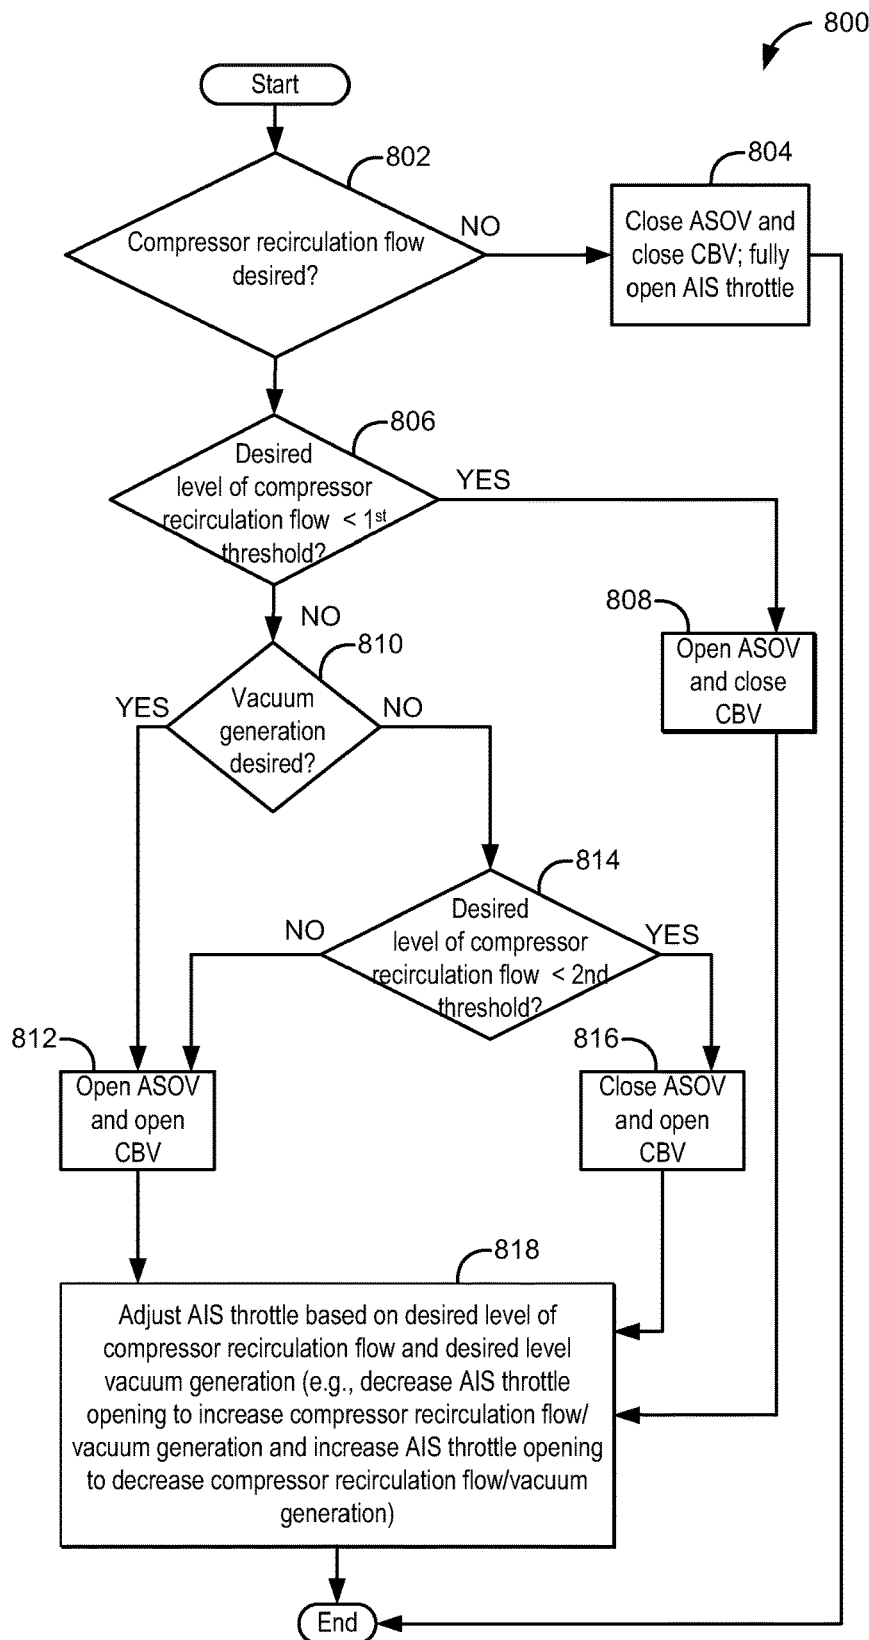 800
Start
802
Compressor recirculation flow
desired?
NO
804
Close ASOV and
close CBV; fully
open AIS throttle
806
Desired
level of compressor
recirculation flow < 1st
threshold?
YES
NO
808
Open ASOV
and close
CBV
810
Vacuum
generation
desired?
YES
NO
814
Desired
level of compressor
recirculation flow < 2nd
threshold?
NO
YES
812
Open ASOV
and open
CBV
816
Close ASOV
and open
CBV
818
Adjust AIS throttle based on desired level of
compressor recirculation flow and desired level
vacuum generation (e.g., decrease AIS throttle
opening to increase compressor recirculation flow/
vacuum generation and increase AIS throttle opening
to decrease compressor recirculation flow/vacuum
generation)
End